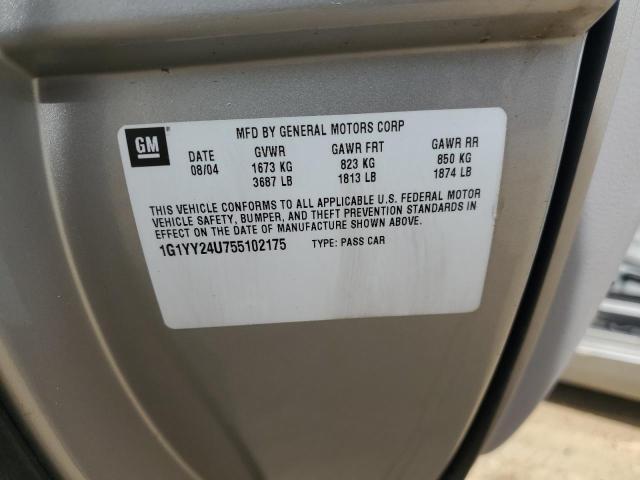 GM
MFD BY GENERAL MOTORS CORP
DATE GVWR GAWR FRT GAWR RR
08/04 1673 KG 823 KG 850 KG
3687 LB 1813 LB 1874 LB
THIS VEHICLE CONFORMS TO ALL APPLICABLE U.S. FEDERAL MOTOR
VEHICLE SAFETY, BUMPER, AND THEFT PREVENTION STANDARDS IN
EFFECT ON THE DATE OF MANUFACTURE SHOWN ABOVE.
1G1YY24U755102175 TYPE: PASS CAR